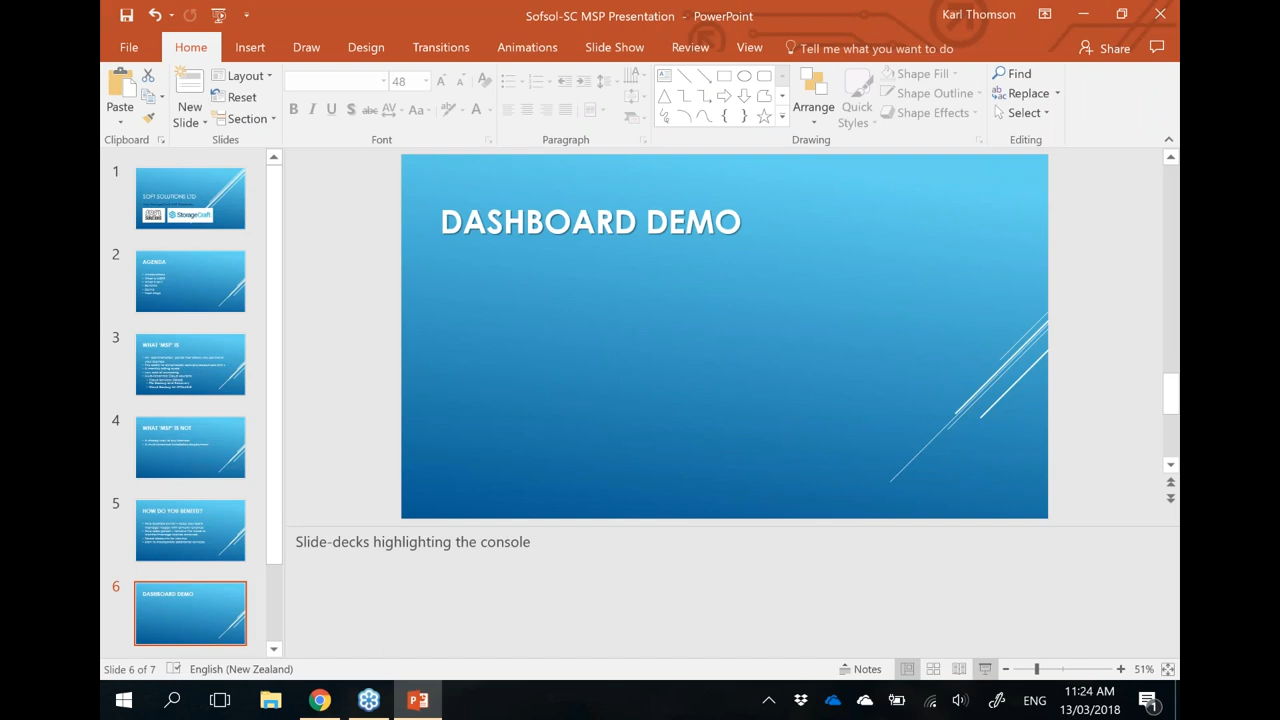 Sofsol-SC MSP Presentation - PowerPoint
Karl Thomson
File Home Insert Draw Design Transitions Animations Slide Show Review View Tell me what you want to do Share
Paste
New Slide
Layout
Reset
Section
48
Arrange
Quick Styles
Shape Fill
Shape Outline
Shape Effects
Find
Replace
Select
Clipboard Slides Font Paragraph Drawing Editing
1
SOFT SOLUTIONS LTD
StorageCraft
2
AGENDA
3
WHAT 'MSP' IS
4
WHAT 'MSP' IS NOT
5
HOW DO YOU BENEFIT?
6
DASHBOARD DEMO
DASHBOARD DEMO
Slide-decks highlighting the console
Slide 6 of 7 English (New Zealand) Notes 51%
ENG
11:24 AM
13/03/2018
1